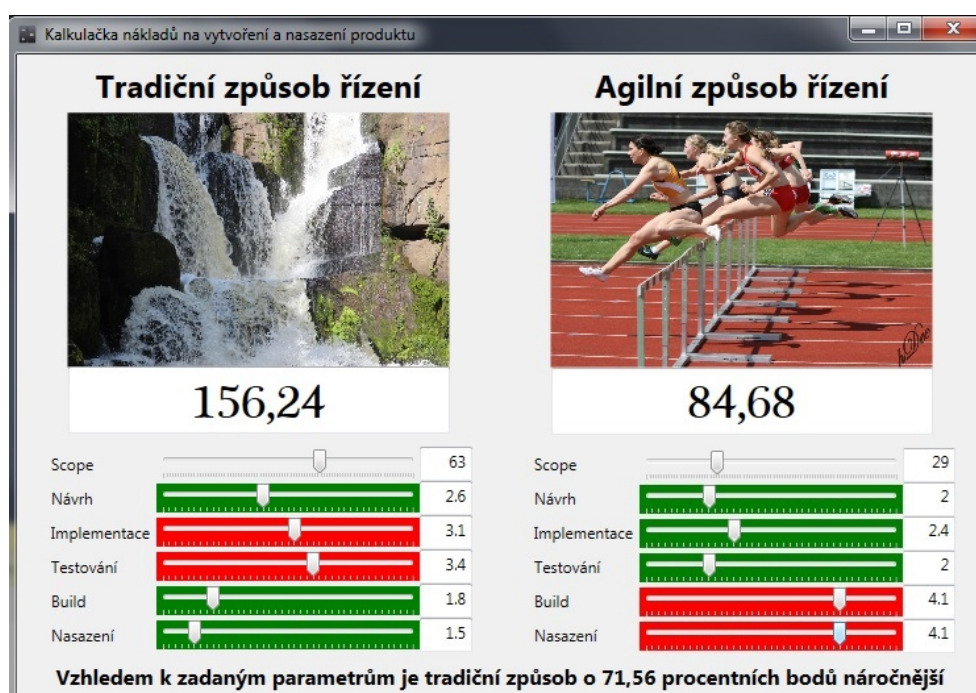 Kalkulačka nákladů na vytvoření a nasazení produktu
Tradiční způsob řízení
Agilní způsob řízení
156,24
84,68
Scope 63
Návrh 2.6
Implementace 3.1
Testování 3.4
Build 1.8
Nasazení 1.5
Scope 29
Návrh 2
Implementace 2.4
Testování 2
Build 4.1
Nasazení 4.1
Vzhledem k zadaným parametrům je tradiční způsob o 71,56 procentních bodů náročnější